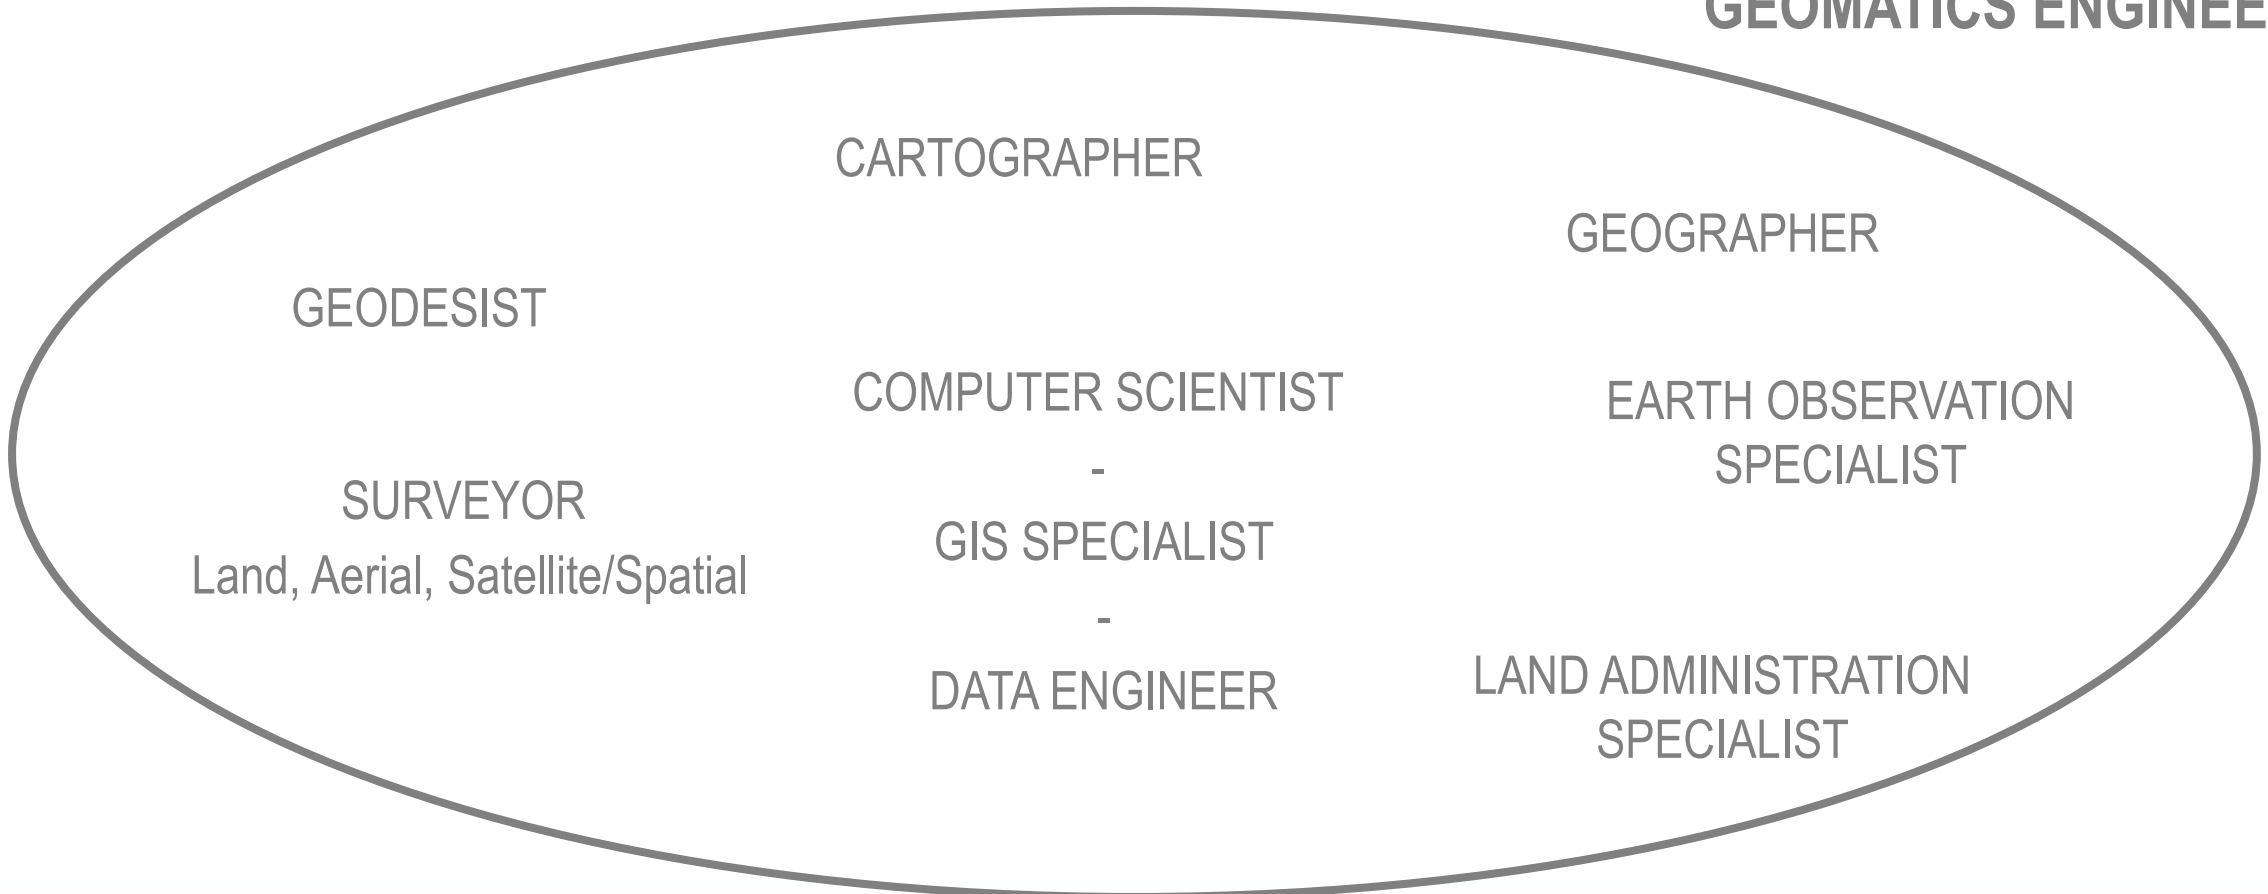 GEOMATICS ENGINEE
CARTOGRAPHER
GEOGRAPHER
GEODESIST
COMPUTER SCIENTIST
-
GIS SPECIALIST
-
DATA ENGINEER
EARTH OBSERVATION
SPECIALIST
SURVEYOR
Land, Aerial, Satellite/Spatial
LAND ADMINISTRATION
SPECIALIST